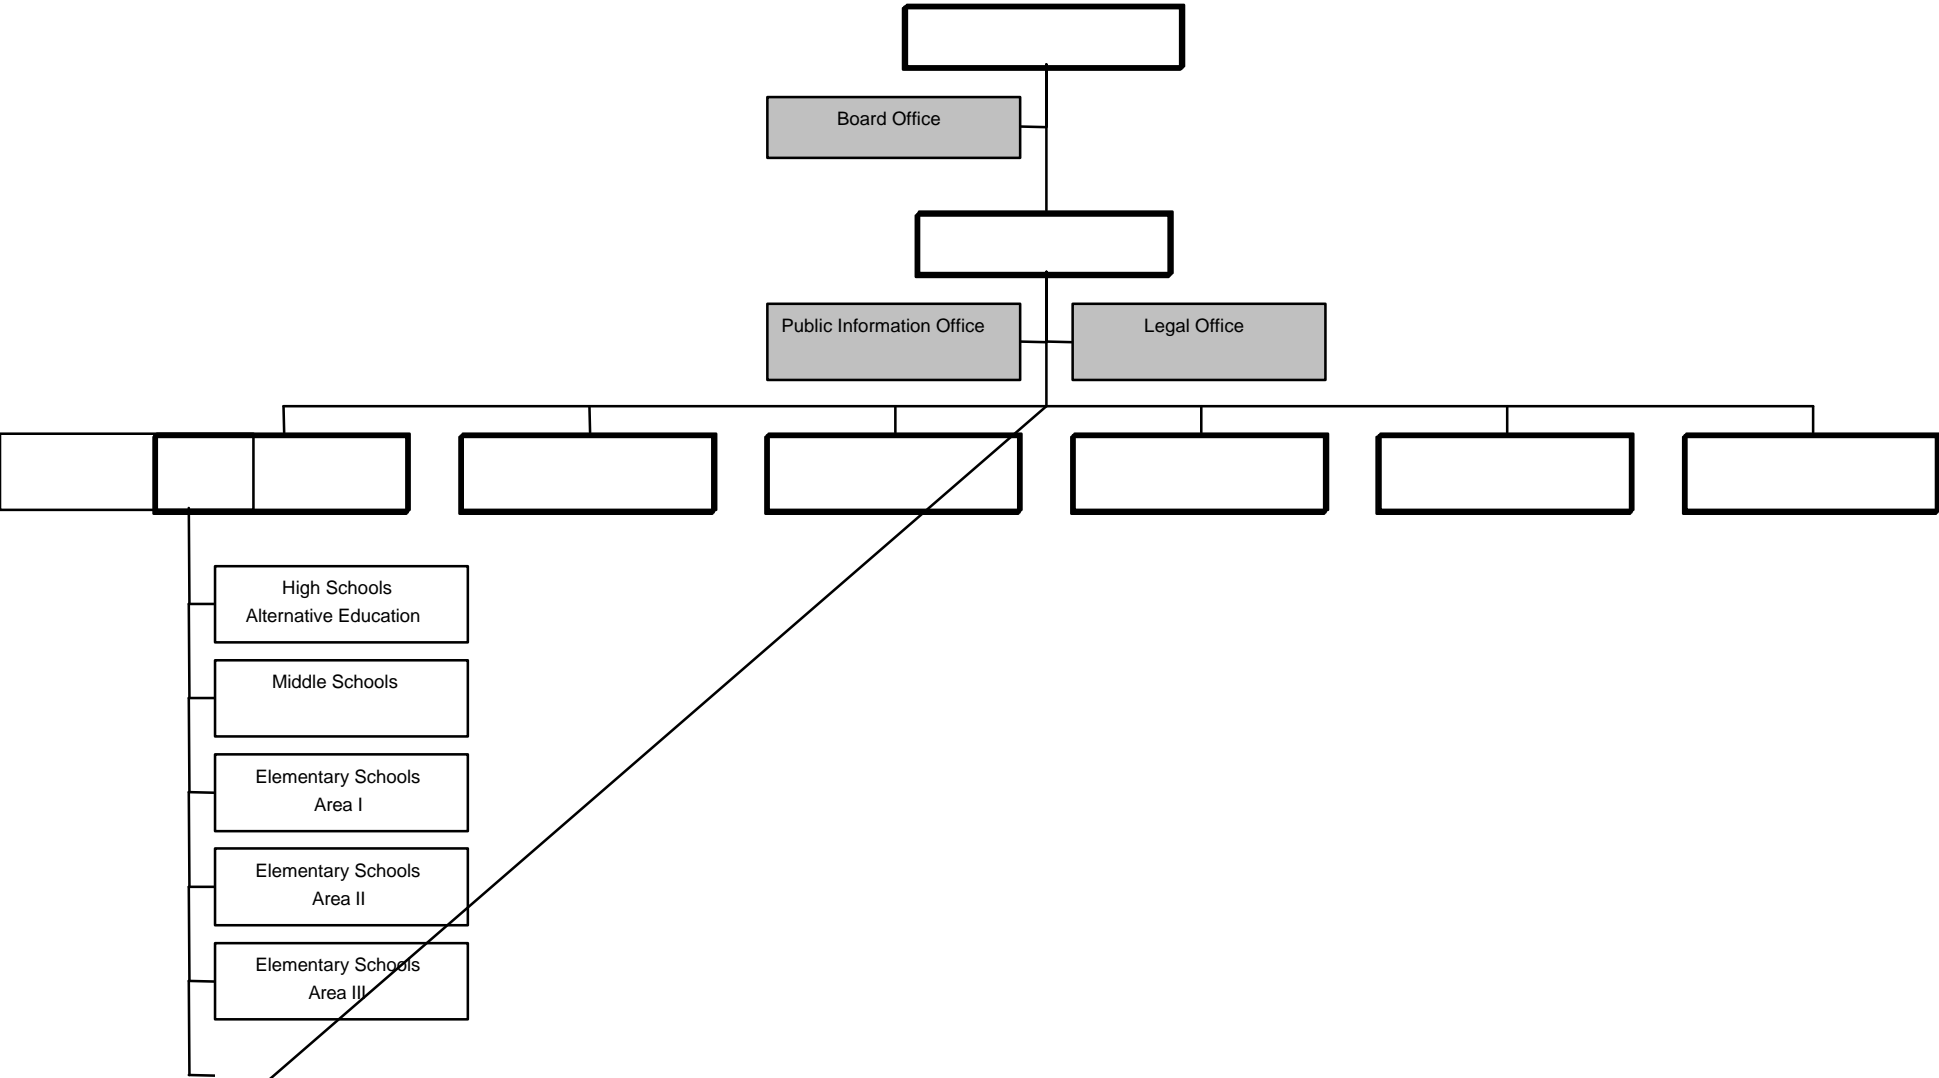 Board Office
Public Information Office
Legal Office
High Schools
Alternative Education
Middle Schools
Elementary Schools
Area I
Elementary Schools
Area II
Elementary Schools
Area III